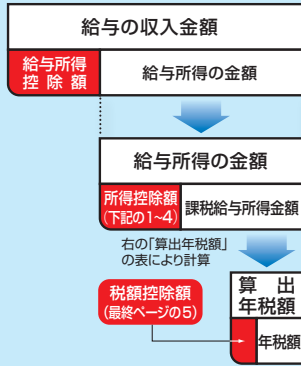 給与の収入金額
給与所得
控除額
給与所得の金額
給与所得の金額
所得控除額
(下記の1~4)
課税給与所得金額
右の「算出年税額」
の表により計算
算出
年税額
税額控除額
(最終ページの5)
年税額